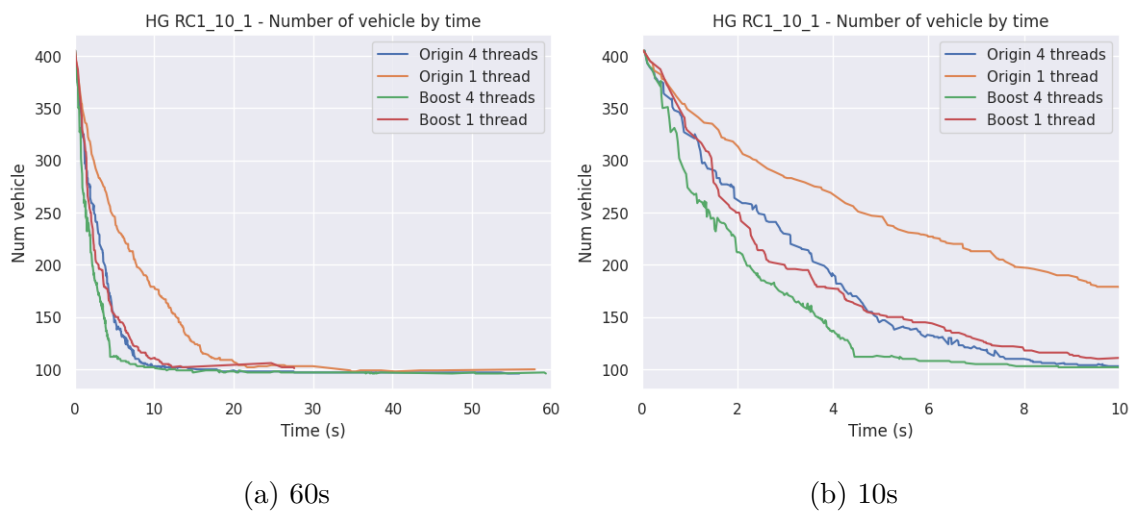 HG RC1_10_1 - Number of vehicle by time
Num vehicle
400
350
300
250
200
150
100
Origin 4 threads
Origin 1 thread
Boost 4 threads
Boost 1 thread
0 10 20 30 40 50 60
Time (s)
(a) 60s
HG RC1_10_1 - Number of vehicle by time
Num vehicle
400
350
300
250
200
150
100
Origin 4 threads
Origin 1 thread
Boost 4 threads
Boost 1 thread
0 2 4 6 8 10
Time (s)
(b) 10s